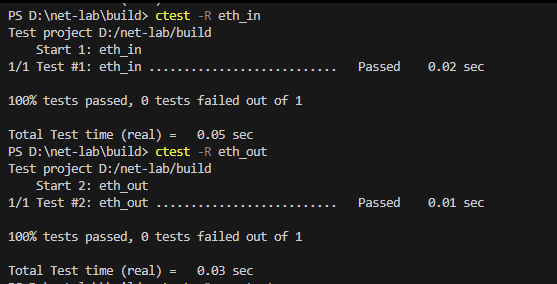 PS D:\net-lab\build> ctest -R eth_in
Test project D:/net-lab/build
    Start 1: eth_in
1/1 Test #1: eth_in ...........................   Passed    0.02 sec

100% tests passed, 0 tests failed out of 1

Total Test time (real) =   0.05 sec
PS D:\net-lab\build> ctest -R eth_out
Test project D:/net-lab/build
    Start 2: eth_out
1/1 Test #2: eth_out ..........................   Passed    0.01 sec

100% tests passed, 0 tests failed out of 1

Total Test time (real) =   0.03 sec